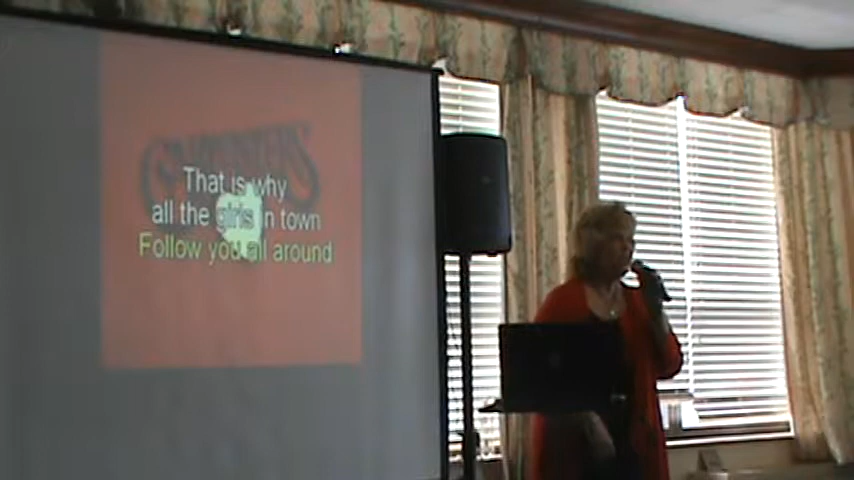 That is why
all the girls in town
Follow you all around